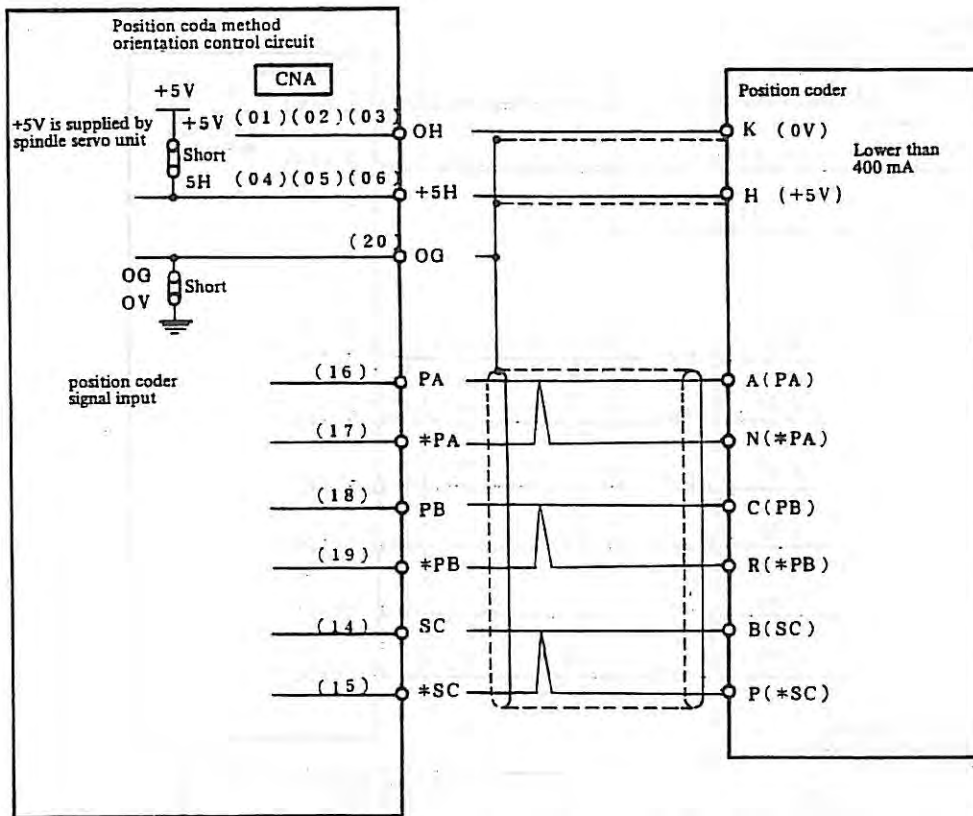 Position coda method
orientation control circuit
CNA
+5V
+5V is supplied by
spindle servo unit
+5V (01)(02)(03)
OH
Short
5H (04)(05)(06)
+5H
(20)
OG
OG
OV
Short
position coder
signal input
(16) PA
(17) *PA
(18) PB
(19) *PB
(14) SC
(15) *SC
Position coder
K (0V)
Lower than
400 mA
H (+5V)
A(PA)
N(*PA)
C(PB)
R(*PB)
B(SC)
P(*SC)